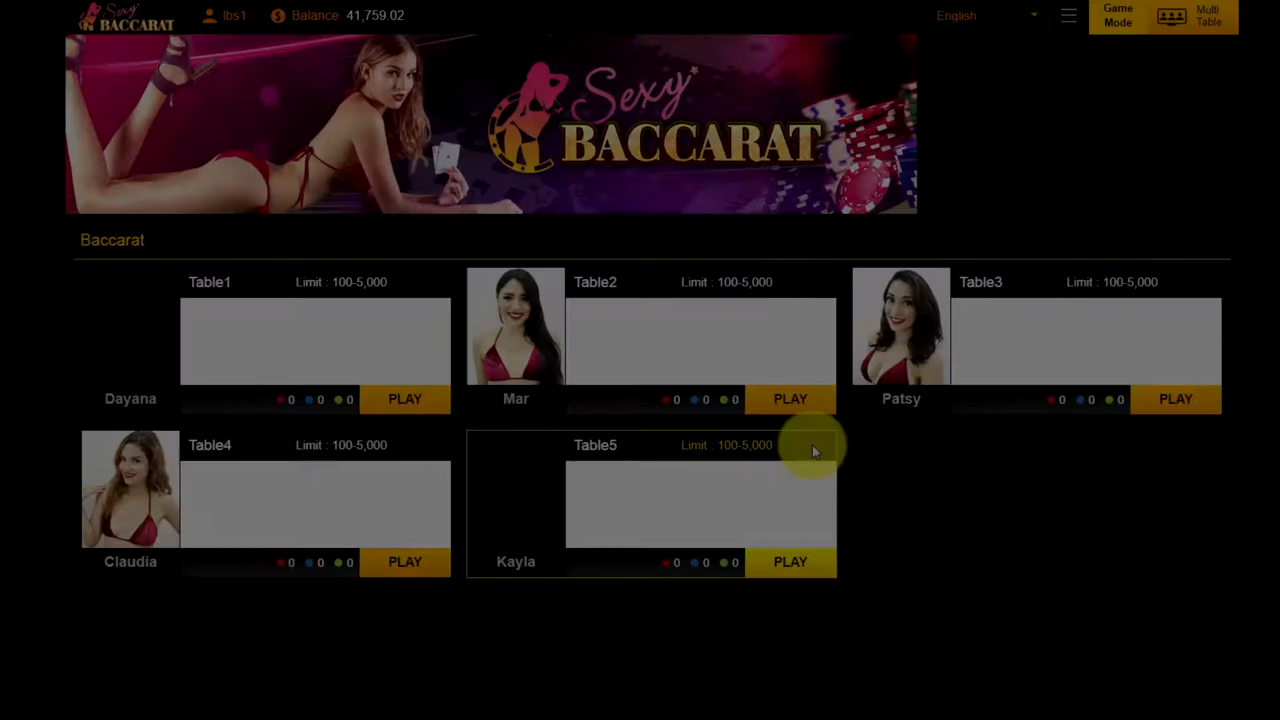 Sexy
BACCARAT
lbs1
Balance 41,759.02
English
Game
Mode
Multi
Table
Sexy
BACCARAT
Baccarat
Table1 Limit : 100-5,000
Dayana
0 0 0 PLAY
Table2 Limit : 100-5,000
Mar
0 0 0 PLAY
Table3 Limit : 100-5,000
Patsy
0 0 0 PLAY
Table4 Limit : 100-5,000
Claudia
0 0 0 PLAY
Table5 Limit : 100-5,000
Kayla
0 0 0 PLAY